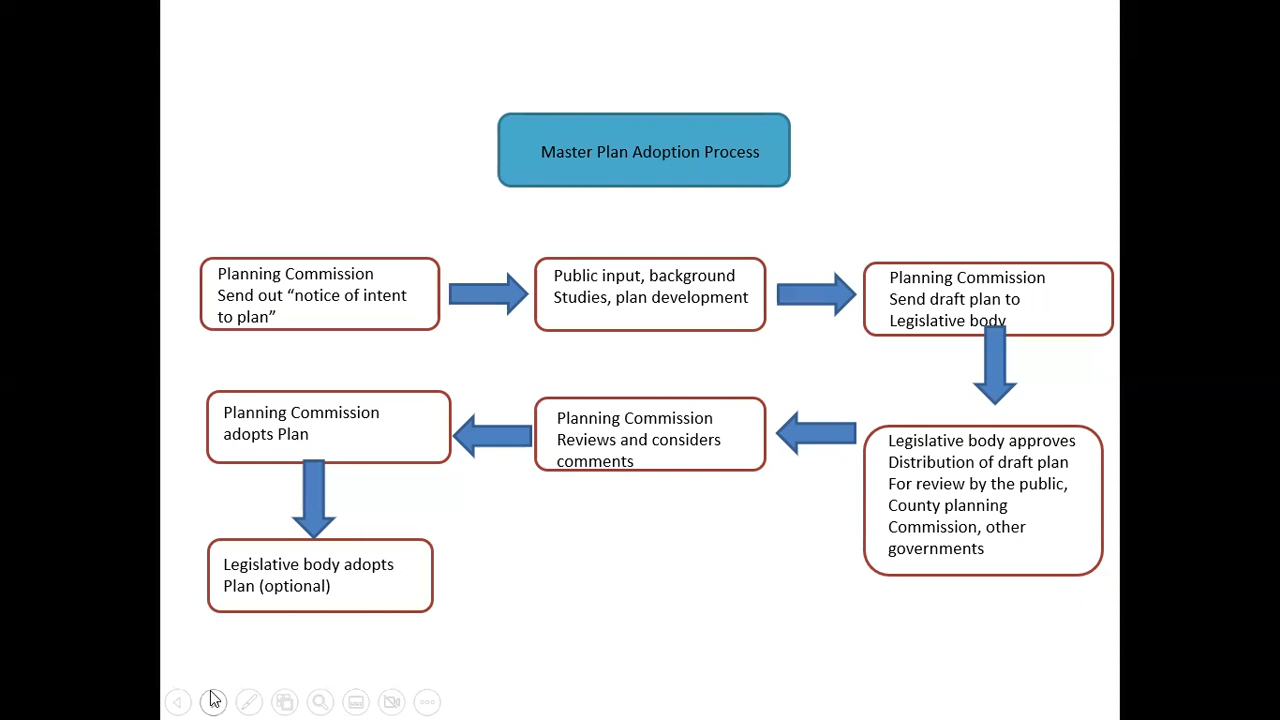 Master Plan Adoption Process
Planning Commission
Send out “notice of intent
to plan”
Public input, background
Studies, plan development
Planning Commission
Send draft plan to
Legislative body
Legislative body approves
Distribution of draft plan
For review by the public,
County planning
Commission, other
governments
Planning Commission
Reviews and considers
comments
Planning Commission
adopts Plan
Legislative body adopts
Plan (optional)